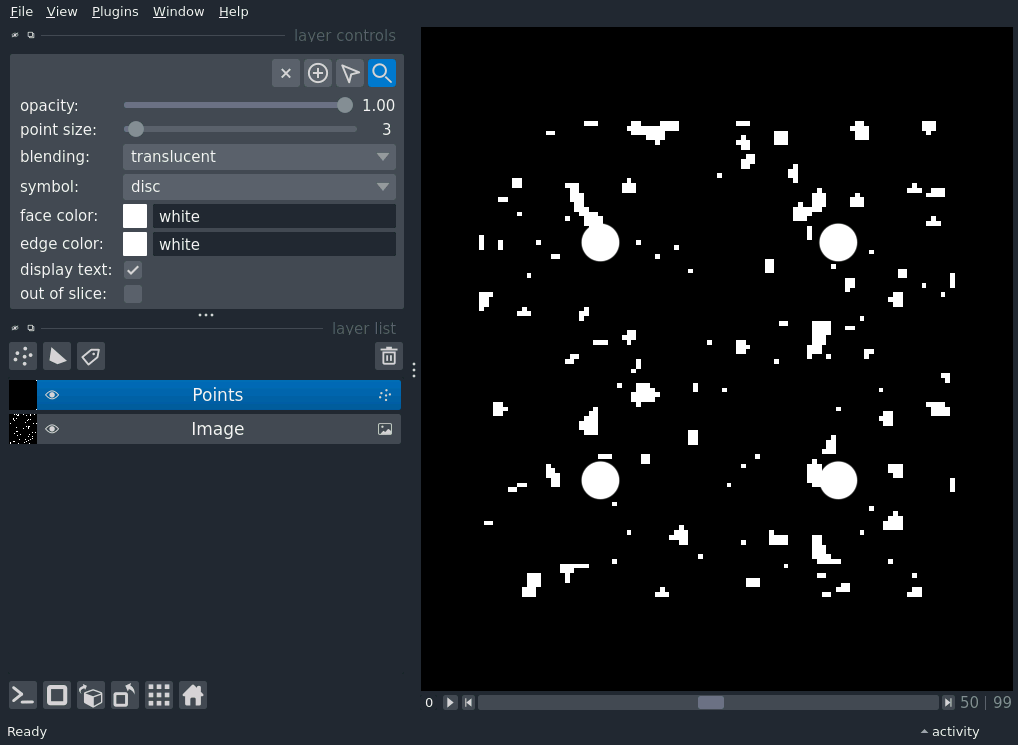 File View Plugins Window Help
layer controls
opacity: 1.00
point size: 3
blending: translucent
symbol: disc
face color: white
edge color: white
display text:
out of slice:
layer list
Points
Image
0 50 | 99
Ready activity